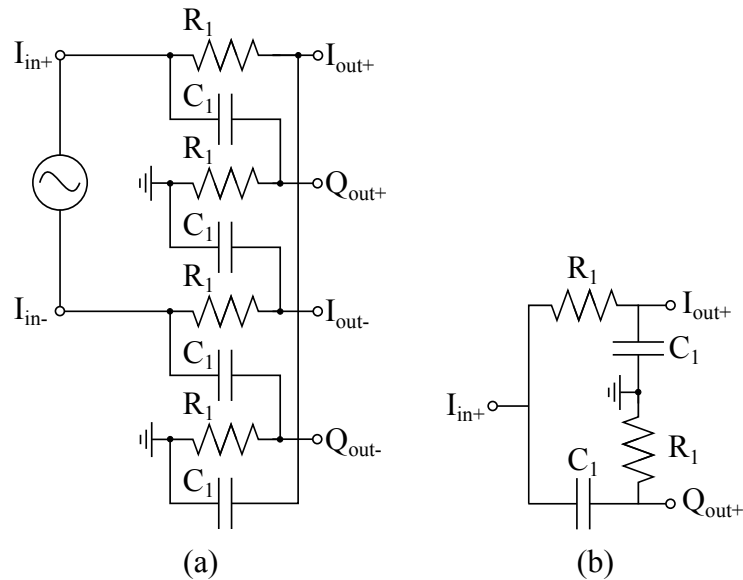 R1
Iin+
Iout+
C1
R1
Qout+
C1
R1
Iin-
Iout-
C1
R1
Qout-
C1
(a)
R1
Iout+
C1
Iin+
R1
C1
Qout+
(b)